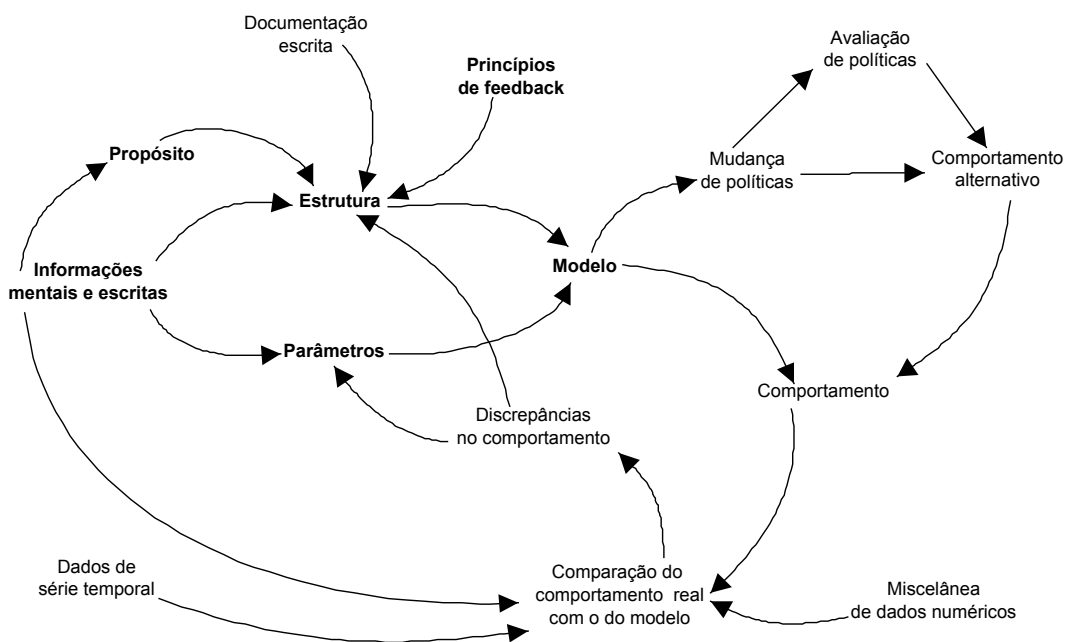 Documentação
escrita
Princípios
de feedback
Avaliação
de políticas
Propósito
Mudança
de políticas
Comportamento
alternativo
Estrutura
Informações
mentais e escritas
Modelo
Parâmetros
Comportamento
Discrepâncias
no comportamento
Dados de
série temporal
Comparação do
comportamento real
com o do modelo
Miscelânea
de dados numéricos